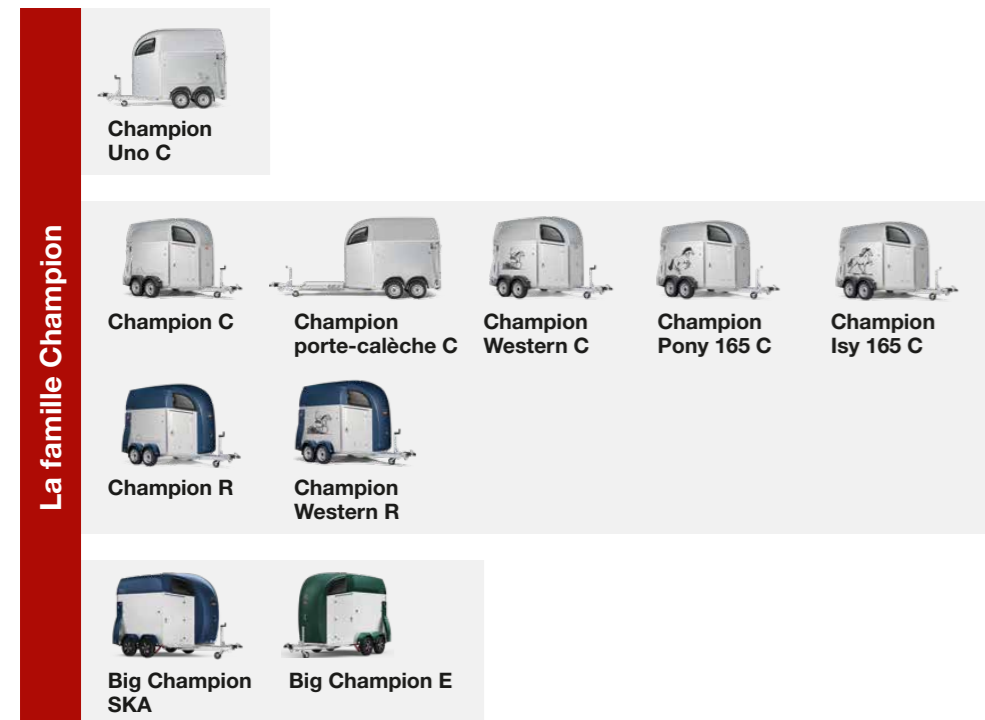 La famille Champion
Champion
Uno C
Champion C
Champion
porte-calèche C
Champion
Western C
Champion
Pony 165 C
Champion
Isy 165 C
Champion R
Champion
Western R
Big Champion
SKA
Big Champion E